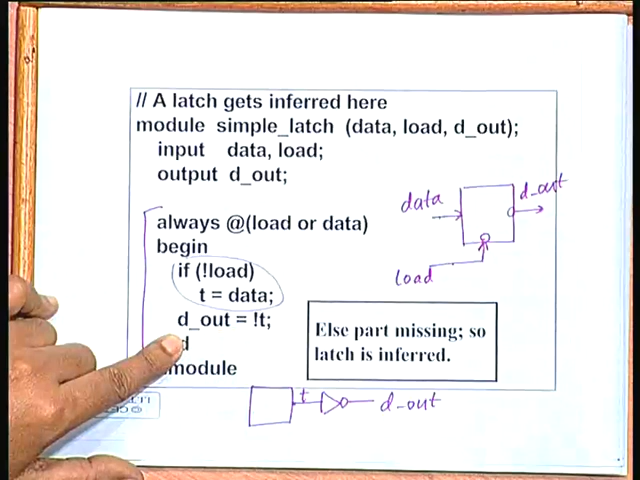 // A latch gets inferred here
module simple_latch (data, load, d_out);
input data, load;
output d_out;
always @(load or data)
begin
if (!load)
t = data;
d_out = !t;
d
module
Else part missing; so
latch is inferred.
data
d_out
load
t
d_out